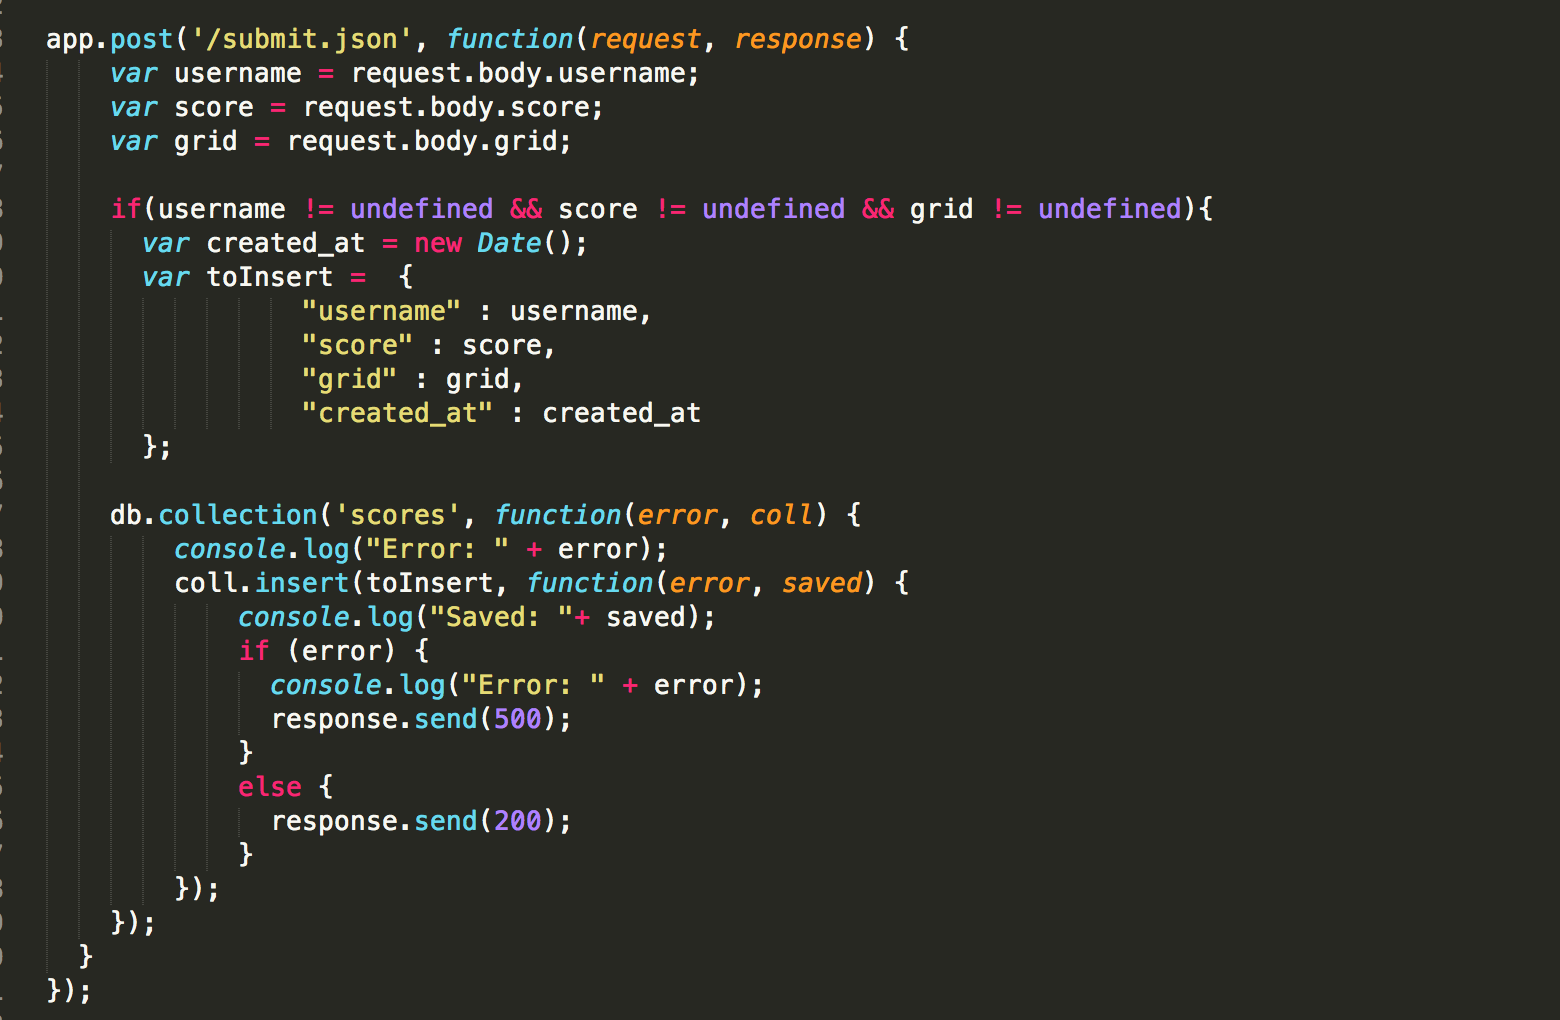 app.post('/submit.json', function(request, response) {
    var username = request.body.username;
    var score = request.body.score;
    var grid = request.body.grid;

    if(username != undefined && score != undefined && grid != undefined){
      var created_at = new Date();
      var toInsert =  {
                "username" : username,
                "score" : score,
                "grid" : grid,
                "created_at" : created_at
      };

    db.collection('scores', function(error, coll) {
        console.log("Error: " + error);
        coll.insert(toInsert, function(error, saved) {
            console.log("Saved: "+ saved);
            if (error) {
              console.log("Error: " + error);
              response.send(500);
            }
            else {
              response.send(200);
            }
        });
    });
  }
});